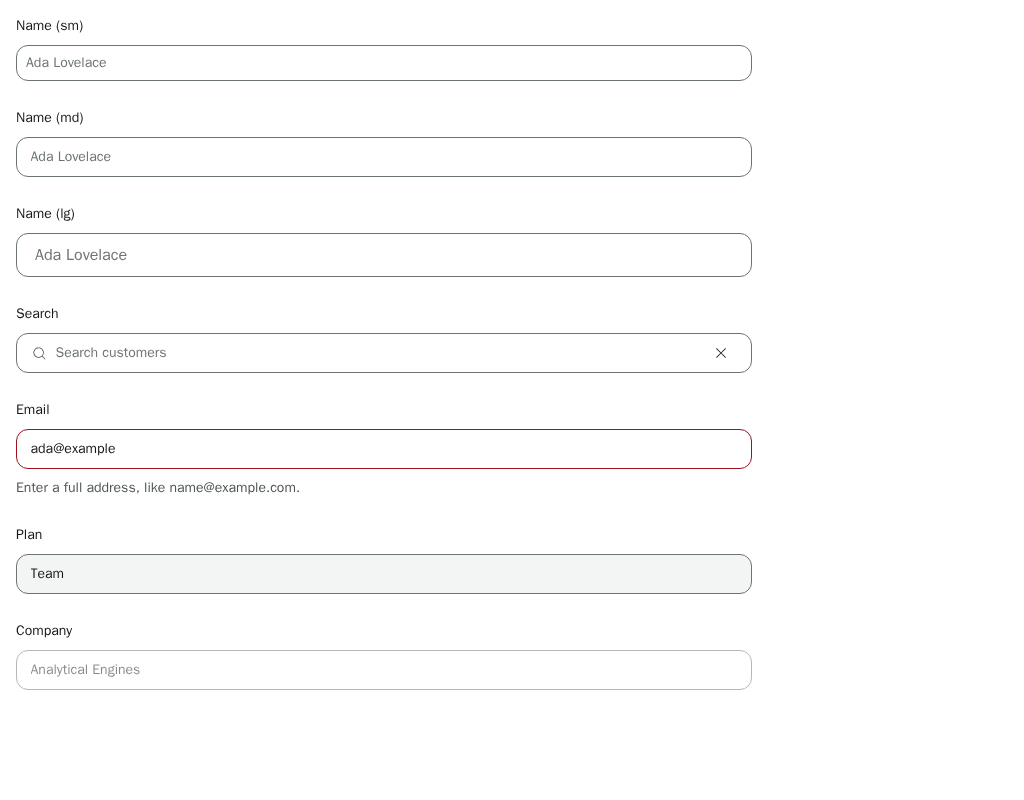 Name (sm)
Ada Lovelace
Name (md)
Ada Lovelace
Name (lg)
Ada Lovelace
Search
Search customers
Email
ada@example
Enter a full address, like name@example.com.
Plan
Team
Company
Analytical Engines